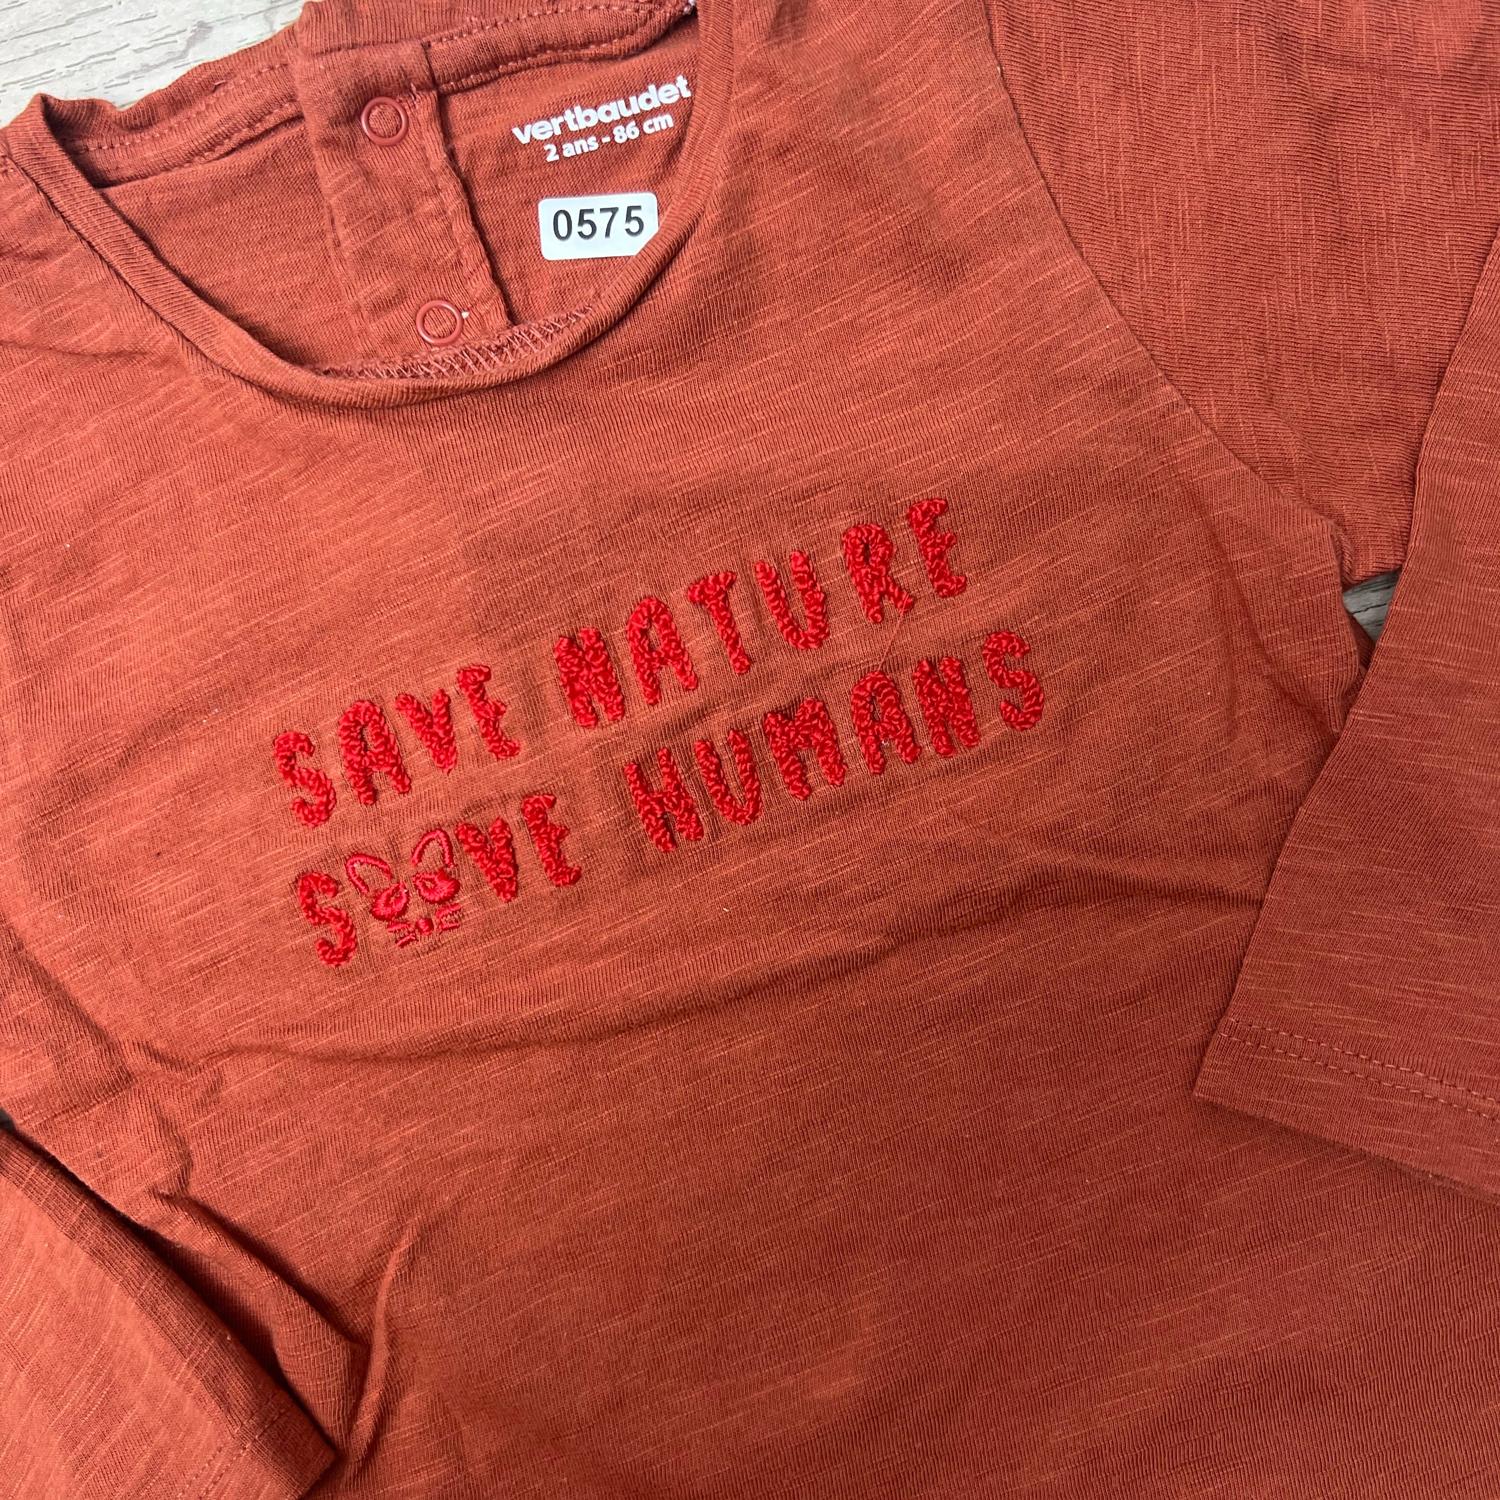 vertbaudet
2 ans - 86 cm
0575
SAVE NATURE
SAVE HUMANS